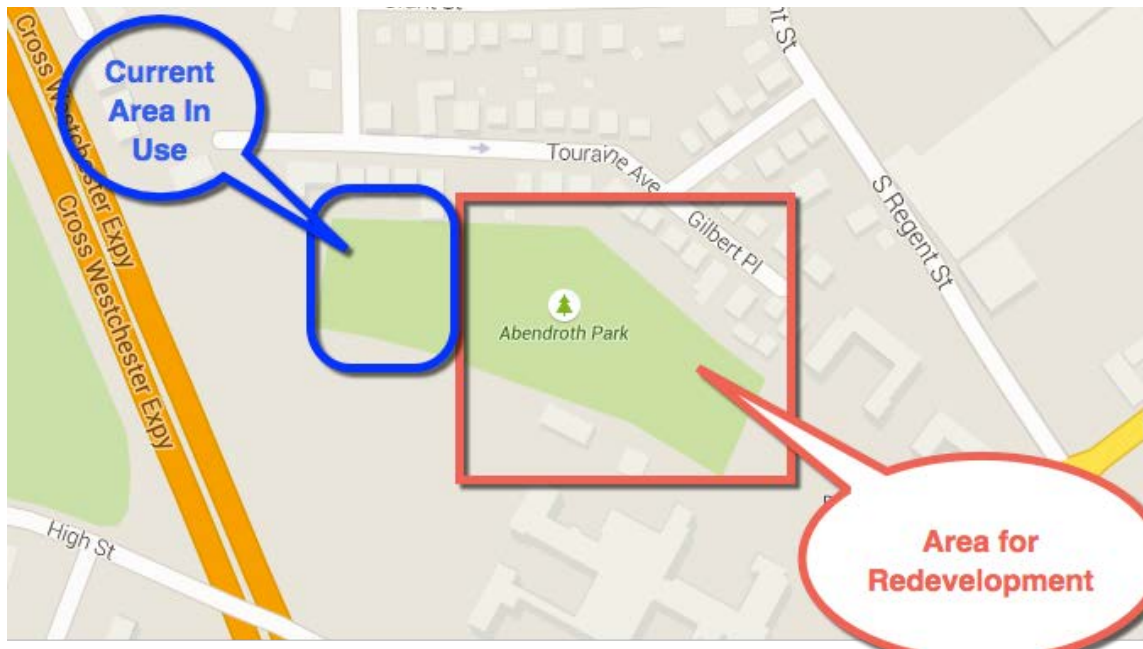 Cross Westchester Expy
Current
Area In
Use
Touraine Ave
S Regent St
Cross Westchester Expy
Gilbert Pl
Abendroth Park
High St
Area for
Redevelopment